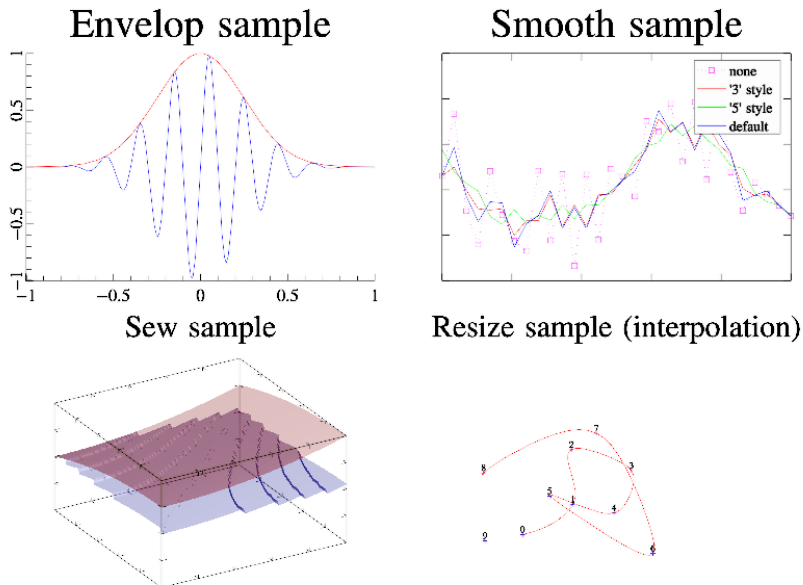 Envelop sample
Smooth sample
1
0.5
0
−0.5
−1
−1
−0.5
0
0.5
1
none
'3' style
'5' style
default
Sew sample
Resize sample (interpolation)
7
2
8
3
5
1
4
0
9
6